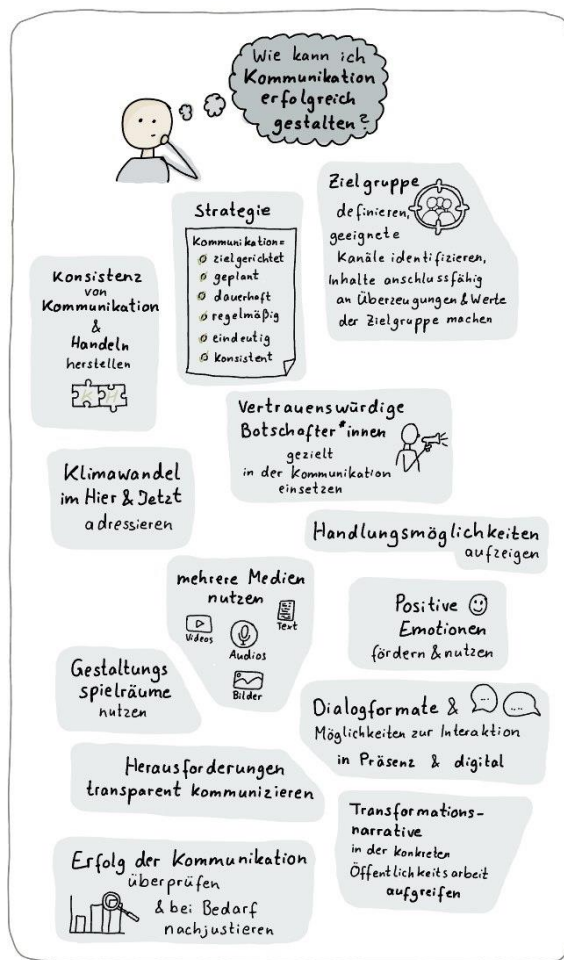 Wie kann ich
Kommunikation
erfolgreich
gestalten?
Strategie
Kommunikation=
zielgerichtet
geplant
dauerhaft
regelmäßig
eindeutig
konsistent
Zielgruppe
definieren,
geeignete
Kanäle identifizieren,
Inhalte anschlussfähig
an Überzeugungen & Werte
der Zielgruppe machen
Konsistenz
von
Kommunikation
&
Handeln
herstellen
K H
Vertrauenswürdige
Botschafter*innen
gezielt
in der Kommunikation
einsetzen
Klimawandel
im Hier & Jetzt
adressieren
Handlungsmöglichkeiten
aufzeigen
mehrere Medien
nutzen
Videos
Audios
Text
Bilder
Positive
Emotionen
fördern & nutzen
Gestaltungs
spielräume
nutzen
Dialogformate &
Möglichkeiten zur Interaktion
in Präsenz & digital
Herausforderungen
transparent kommunizieren
Transformations-
narrative
in der konkreten
Öffentlichkeitsarbeit
aufgreifen
Erfolg der Kommunikation
überprüfen
& bei Bedarf
nachjustieren